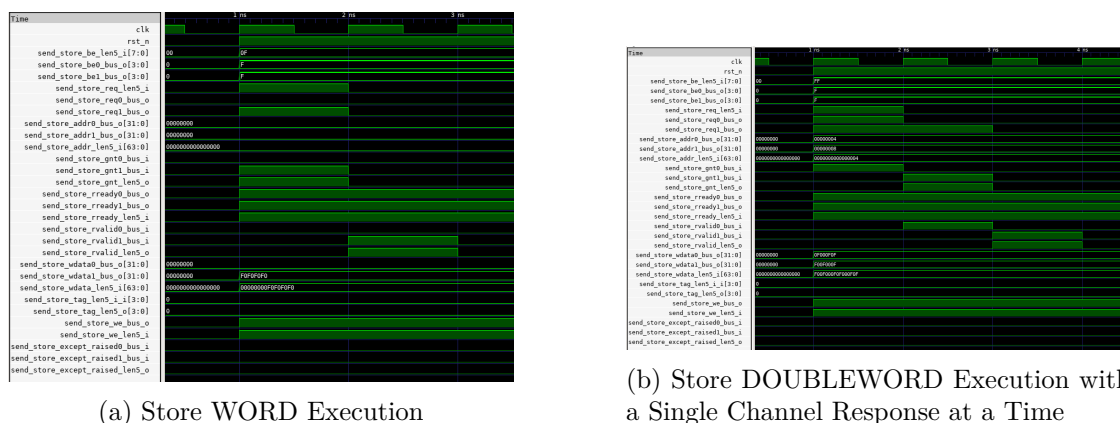 Time
1 ns 2 ns 3 ns
clk
rst_n
send_store_be_len5_i[7:0] 00 0F
send_store_be0_bus_o[3:0] 0 F
send_store_be1_bus_o[3:0] 0 F
send_store_req_len5_i
send_store_req0_bus_o
send_store_req1_bus_o
send_store_addr0_bus_o[31:0] 00000000
send_store_addr1_bus_o[31:0] 00000000
send_store_addr_len5_i[63:0] 0000000000000000
send_store_gnt0_bus_i
send_store_gnt1_bus_i
send_store_gnt_len5_o
send_store_rready0_bus_o
send_store_rready1_bus_o
send_store_rready_len5_i
send_store_rvalid0_bus_i
send_store_rvalid1_bus_i
send_store_rvalid_len5_o
send_store_wdata0_bus_o[31:0] 00000000
send_store_wdata1_bus_o[31:0] 00000000 F0F0F0F0
send_store_wdata_len5_i[63:0] 0000000000000000 00000000F0F0F0F0
send_store_tag_len5_i_i[3:0] 0
send_store_tag_len5_o[3:0] 0
send_store_we_bus_o
send_store_we_len5_i
send_store_except_raised0_bus_i
send_store_except_raised1_bus_i
send_store_except_raised_len5_o
(a) Store WORD Execution
Time
1 ns 2 ns 3 ns 4 ns
clk
rst_n
send_store_be_len5_i[7:0] 00 FF
send_store_be0_bus_o[3:0] 0 F
send_store_be1_bus_o[3:0] 0 F
send_store_req_len5_i
send_store_req0_bus_o
send_store_req1_bus_o
send_store_addr0_bus_o[31:0] 00000000 00000004
send_store_addr1_bus_o[31:0] 00000000
send_store_addr_len5_i[63:0] 0000000000000000 0000000000000004
send_store_gnt0_bus_i
send_store_gnt1_bus_i
send_store_gnt_len5_o
send_store_rready0_bus_o
send_store_rready1_bus_o
send_store_rready_len5_i
send_store_rvalid0_bus_i
send_store_rvalid1_bus_i
send_store_rvalid_len5_o
send_store_wdata0_bus_o[31:0] 00000000 0F000F0F
send_store_wdata1_bus_o[31:0] 00000000 F00FF000F
send_store_wdata_len5_i[63:0] 0000000000000000
send_store_tag_len5_i_i[3:0] 0
send_store_tag_len5_o[3:0] 0
send_store_we_bus_o
send_store_we_len5_i
send_store_except_raised0_bus_i
send_store_except_raised1_bus_i
send_store_except_raised_len5_o
(b) Store DOUBLEWORD Execution with
a Single Channel Response at a Time